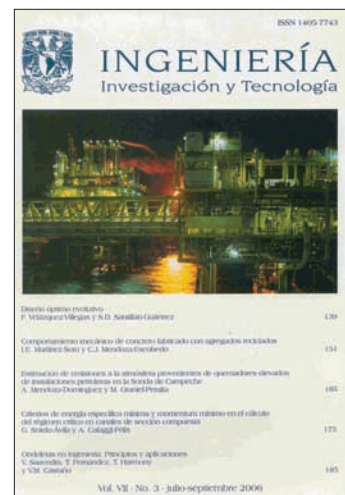 ISSN 1405-7743
INGENIERÍA
Investigación y Tecnología
Diseño óptimo evolutivo
F. Velázquez-Villegas y S.D. Santillán-Gutiérrez 139
Comportamiento mecánico de concreto fabricado con agregados reciclados
I.E. Martínez-Soto y C.J. Mendoza-Escobedo 151
Estimación de emisiones a la atmósfera provenientes de quemadores elevados
de instalaciones petroleras en la Sonda de Campeche
A. Mendoza-Domínguez y M. Graniel-Peralta 165
Criterios de energía específica mínima y momentum mínimo en el cálculo
del régimen crítico en canales de sección compuesta
G. Sotelo-Ávila y A. 175
Ondoletas en ingeniería. Principios y aplicaciones
V. Saavedra, T. Fernández, T. Harmony
y V.M. Castaño 185
Vol. VII - No. 3 - julio-septiembre 2006